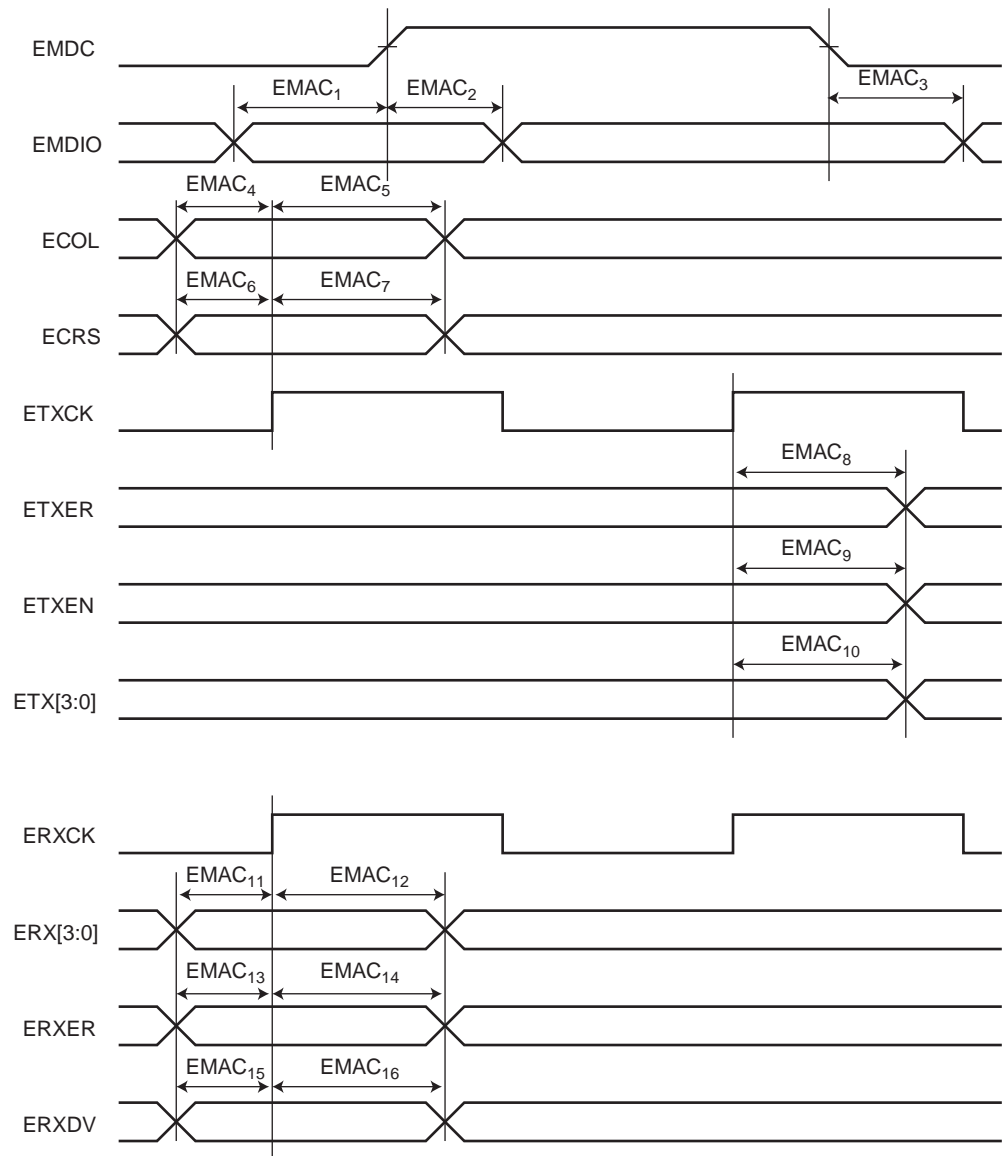 EMDC
EMAC₁ EMAC₂ EMAC₃
EMDIO
EMAC₄ EMAC₅
ECOL
EMAC₆ EMAC₇
ECRS
ETXCK
EMAC₈
ETXER
EMAC₉
ETXEN
EMAC₁₀
ETX[3:0]
ERXCK
EMAC₁₁ EMAC₁₂
ERX[3:0]
EMAC₁₃ EMAC₁₄
ERXER
EMAC₁₅ EMAC₁₆
ERXDV